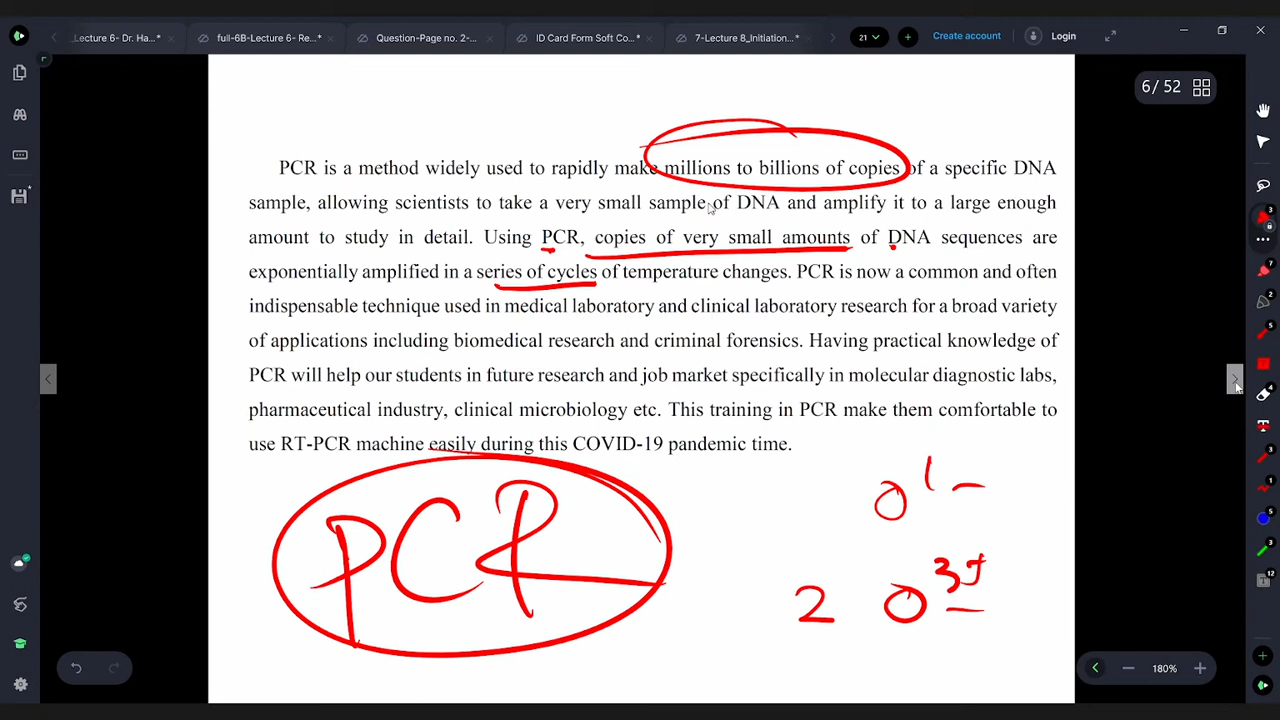 _Lecture 6- Dr. Ha...* full-6B-Lecture 6- Re...* Question-Page no. 2-... ID Card Form Soft Co...* 7-Lecture 8_Initiation...* 21 Create account Login
6 / 52
PCR is a method widely used to rapidly make millions to billions of copies of a specific DNA
sample, allowing scientists to take a very small sample of DNA and amplify it to a large enough
amount to study in detail. Using PCR, copies of very small amounts of DNA sequences are
exponentially amplified in a series of cycles of temperature changes. PCR is now a common and often
indispensable technique used in medical laboratory and clinical laboratory research for a broad variety
of applications including biomedical research and criminal forensics. Having practical knowledge of
PCR will help our students in future research and job market specifically in molecular diagnostic labs,
pharmaceutical industry, clinical microbiology etc. This training in PCR make them comfortable to
use RT-PCR machine easily during this COVID-19 pandemic time.
PCR
2
180%